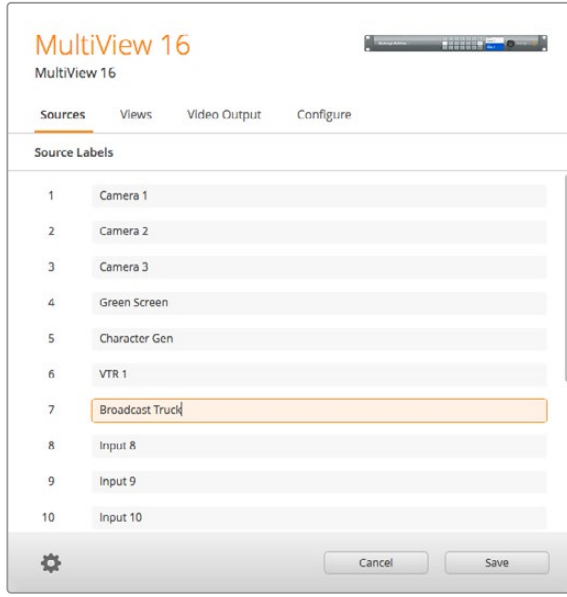 MultiView 16
MultiView 16
Sources Views Video Output Configure
Source Labels
1 Camera 1
2 Camera 2
3 Camera 3
4 Green Screen
5 Character Gen
6 VTR 1
7 Broadcast Truck
8 Input 8
9 Input 9
10 Input 10
Cancel Save